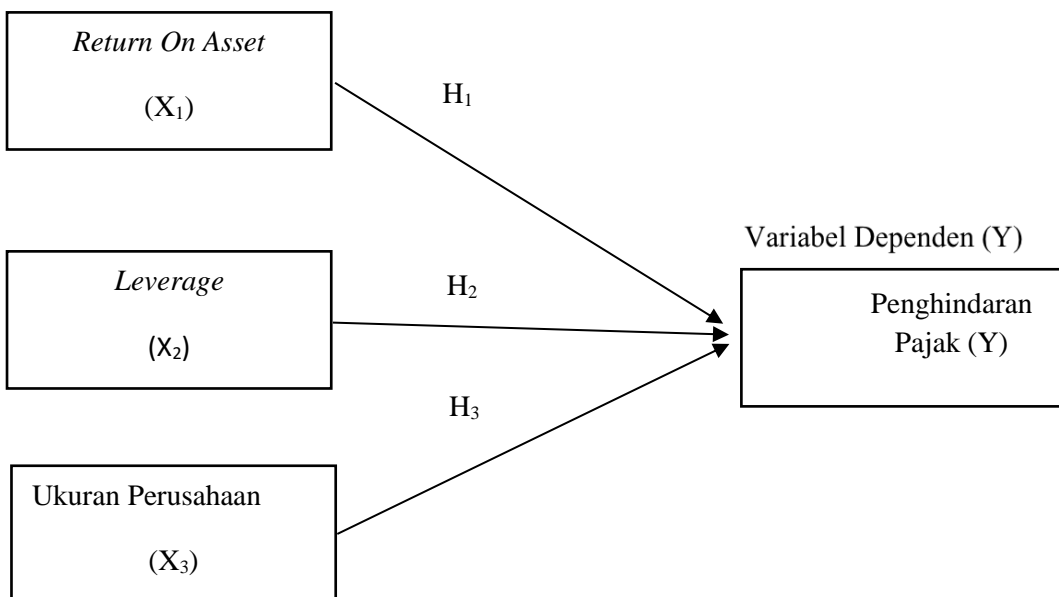 Return On Asset
(X₁)
H₁
Variabel Dependen (Y)
Leverage
(X₂)
H₂
Penghindaran
Pajak (Y)
H₃
Ukuran Perusahaan
(X₃)